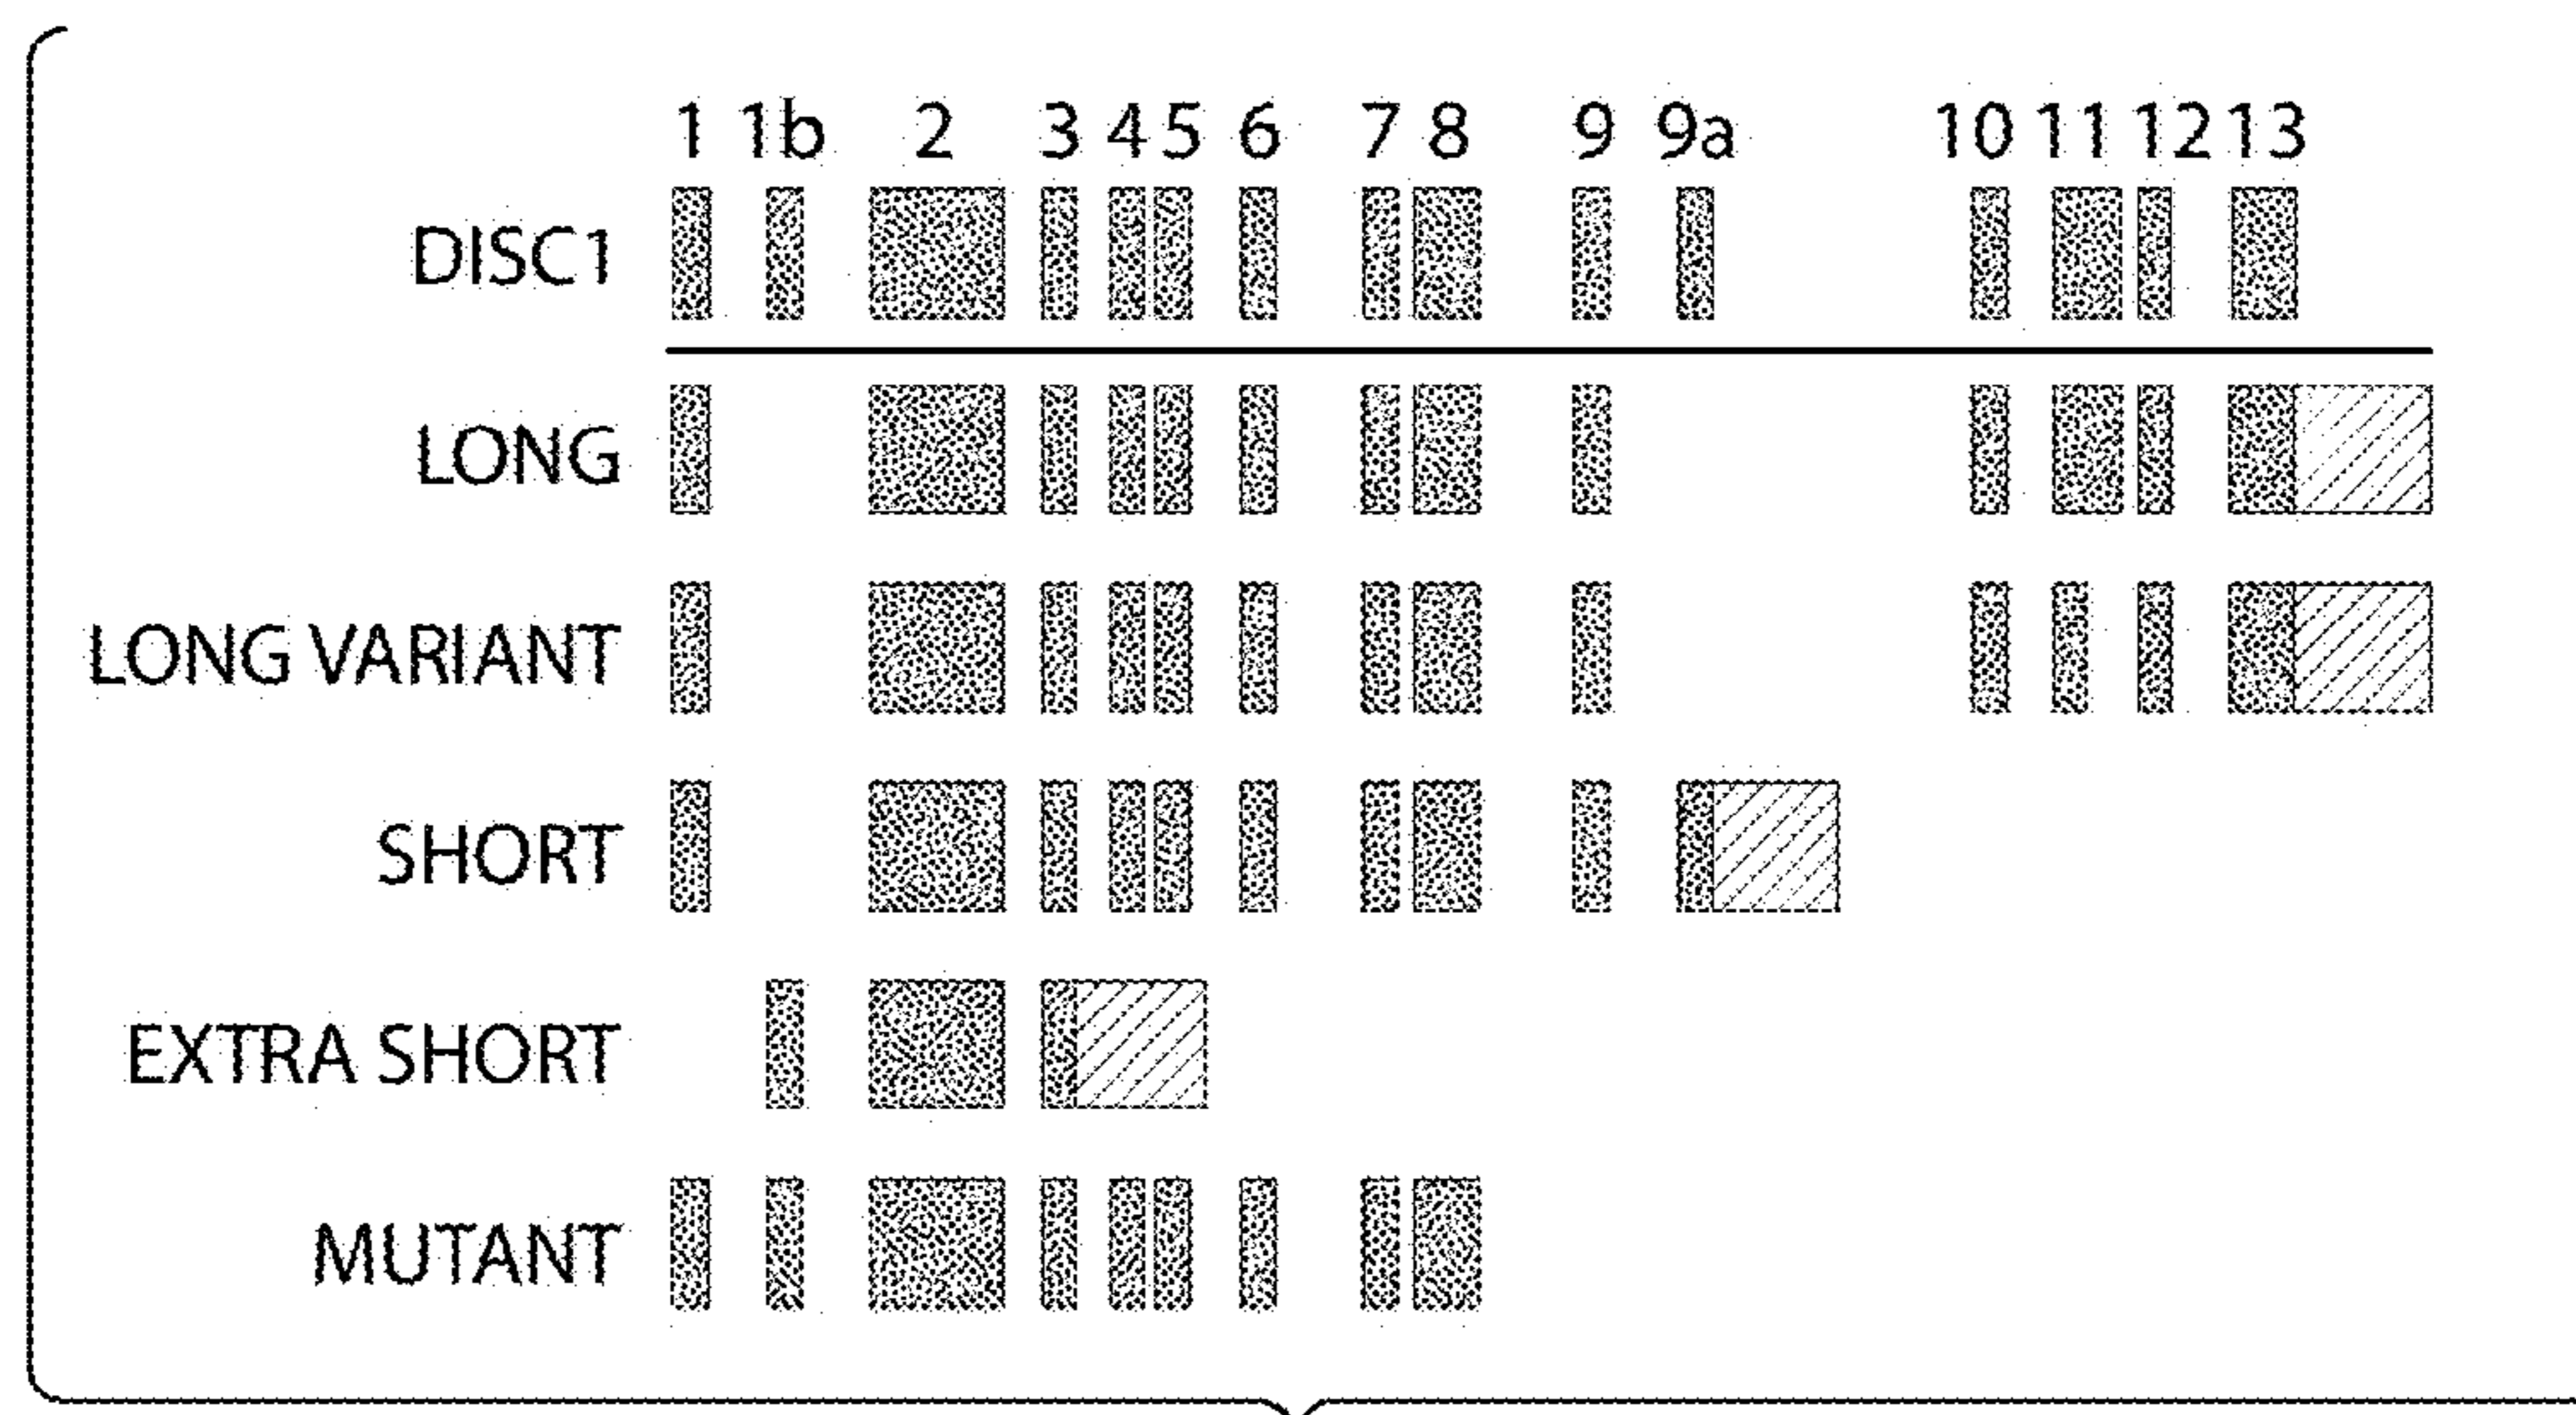 1 1b 2 3 4 5 6 7 8 9 9a 10 11 12 13
DISC1
LONG
LONG VARIANT
SHORT
EXTRA SHORT
MUTANT